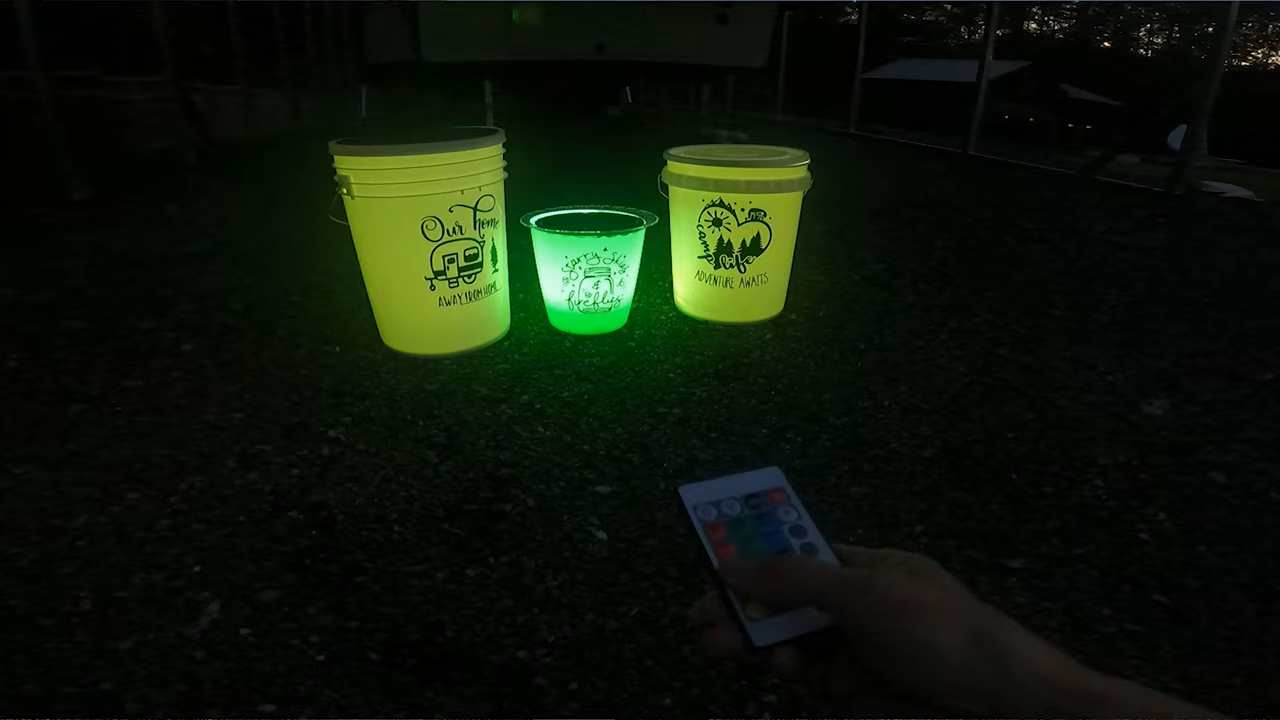 Our home
AWAY FROM HOME
Starry Skies
&
fireflies
camp life
ADVENTURE AWAITS